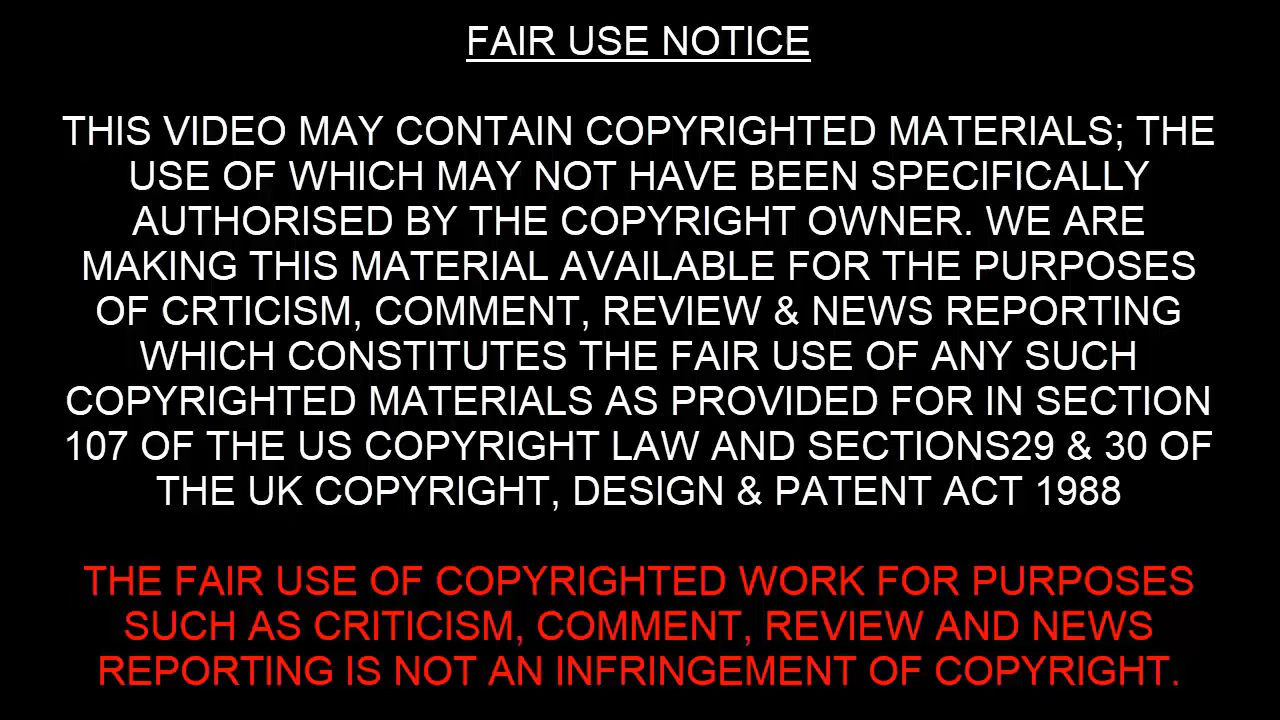 FAIR USE NOTICE
THIS VIDEO MAY CONTAIN COPYRIGHTED MATERIALS; THE
USE OF WHICH MAY NOT HAVE BEEN SPECIFICALLY
AUTHORISED BY THE COPYRIGHT OWNER. WE ARE
MAKING THIS MATERIAL AVAILABLE FOR THE PURPOSES
OF CRTICISM, COMMENT, REVIEW & NEWS REPORTING
WHICH CONSTITUTES THE FAIR USE OF ANY SUCH
COPYRIGHTED MATERIALS AS PROVIDED FOR IN SECTION
107 OF THE US COPYRIGHT LAW AND SECTIONS29 & 30 OF
THE UK COPYRIGHT, DESIGN & PATENT ACT 1988
THE FAIR USE OF COPYRIGHTED WORK FOR PURPOSES
SUCH AS CRITICISM, COMMENT, REVIEW AND NEWS
REPORTING IS NOT AN INFRINGEMENT OF COPYRIGHT.